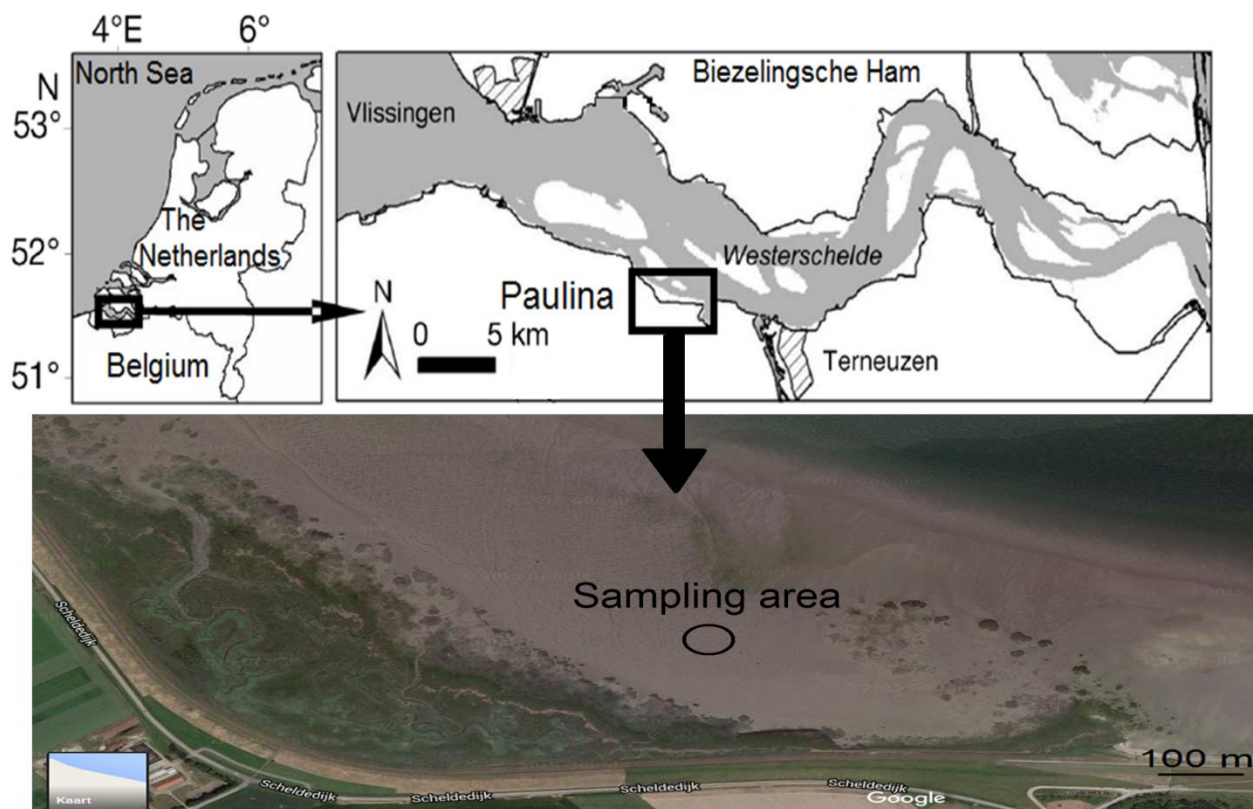 4°E 6°
N
53°
52°
51°
North Sea
The
Netherlands
Belgium
Vlissingen
Biezelingsche Ham
Westerschelde
Paulina
N
0 5 km
Terneuzen
Sampling area
Scheldedijk
Scheldedijk
Scheldedijk
Scheldedijk
Scheldedijk
Kaart
Google
100 m